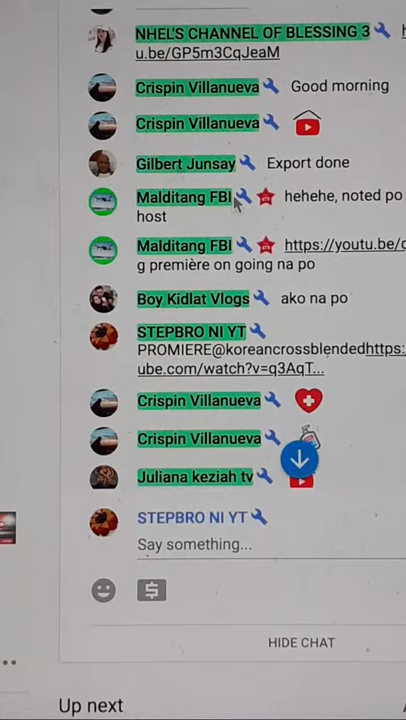 NHEL'S CHANNEL OF BLESSING 3
u.be/GP5m3CqJeaM
Crispin Villanueva Good morning
Crispin Villanueva
Gilbert Junsay Export done
Malditang FBI hehehe, noted po
host
Malditang FBI https://youtu.be/
g première on going na po
Boy Kidlat Vlogs ako na po
STEPBRO NI YT
PROMIERE@koreancrossblendedhttps:
ube.com/watch?v=q3AqT...
Crispin Villanueva
Crispin Villanueva
Juliana keziah tv
STEPBRO NI YT
Say something...
HIDE CHAT
Up next